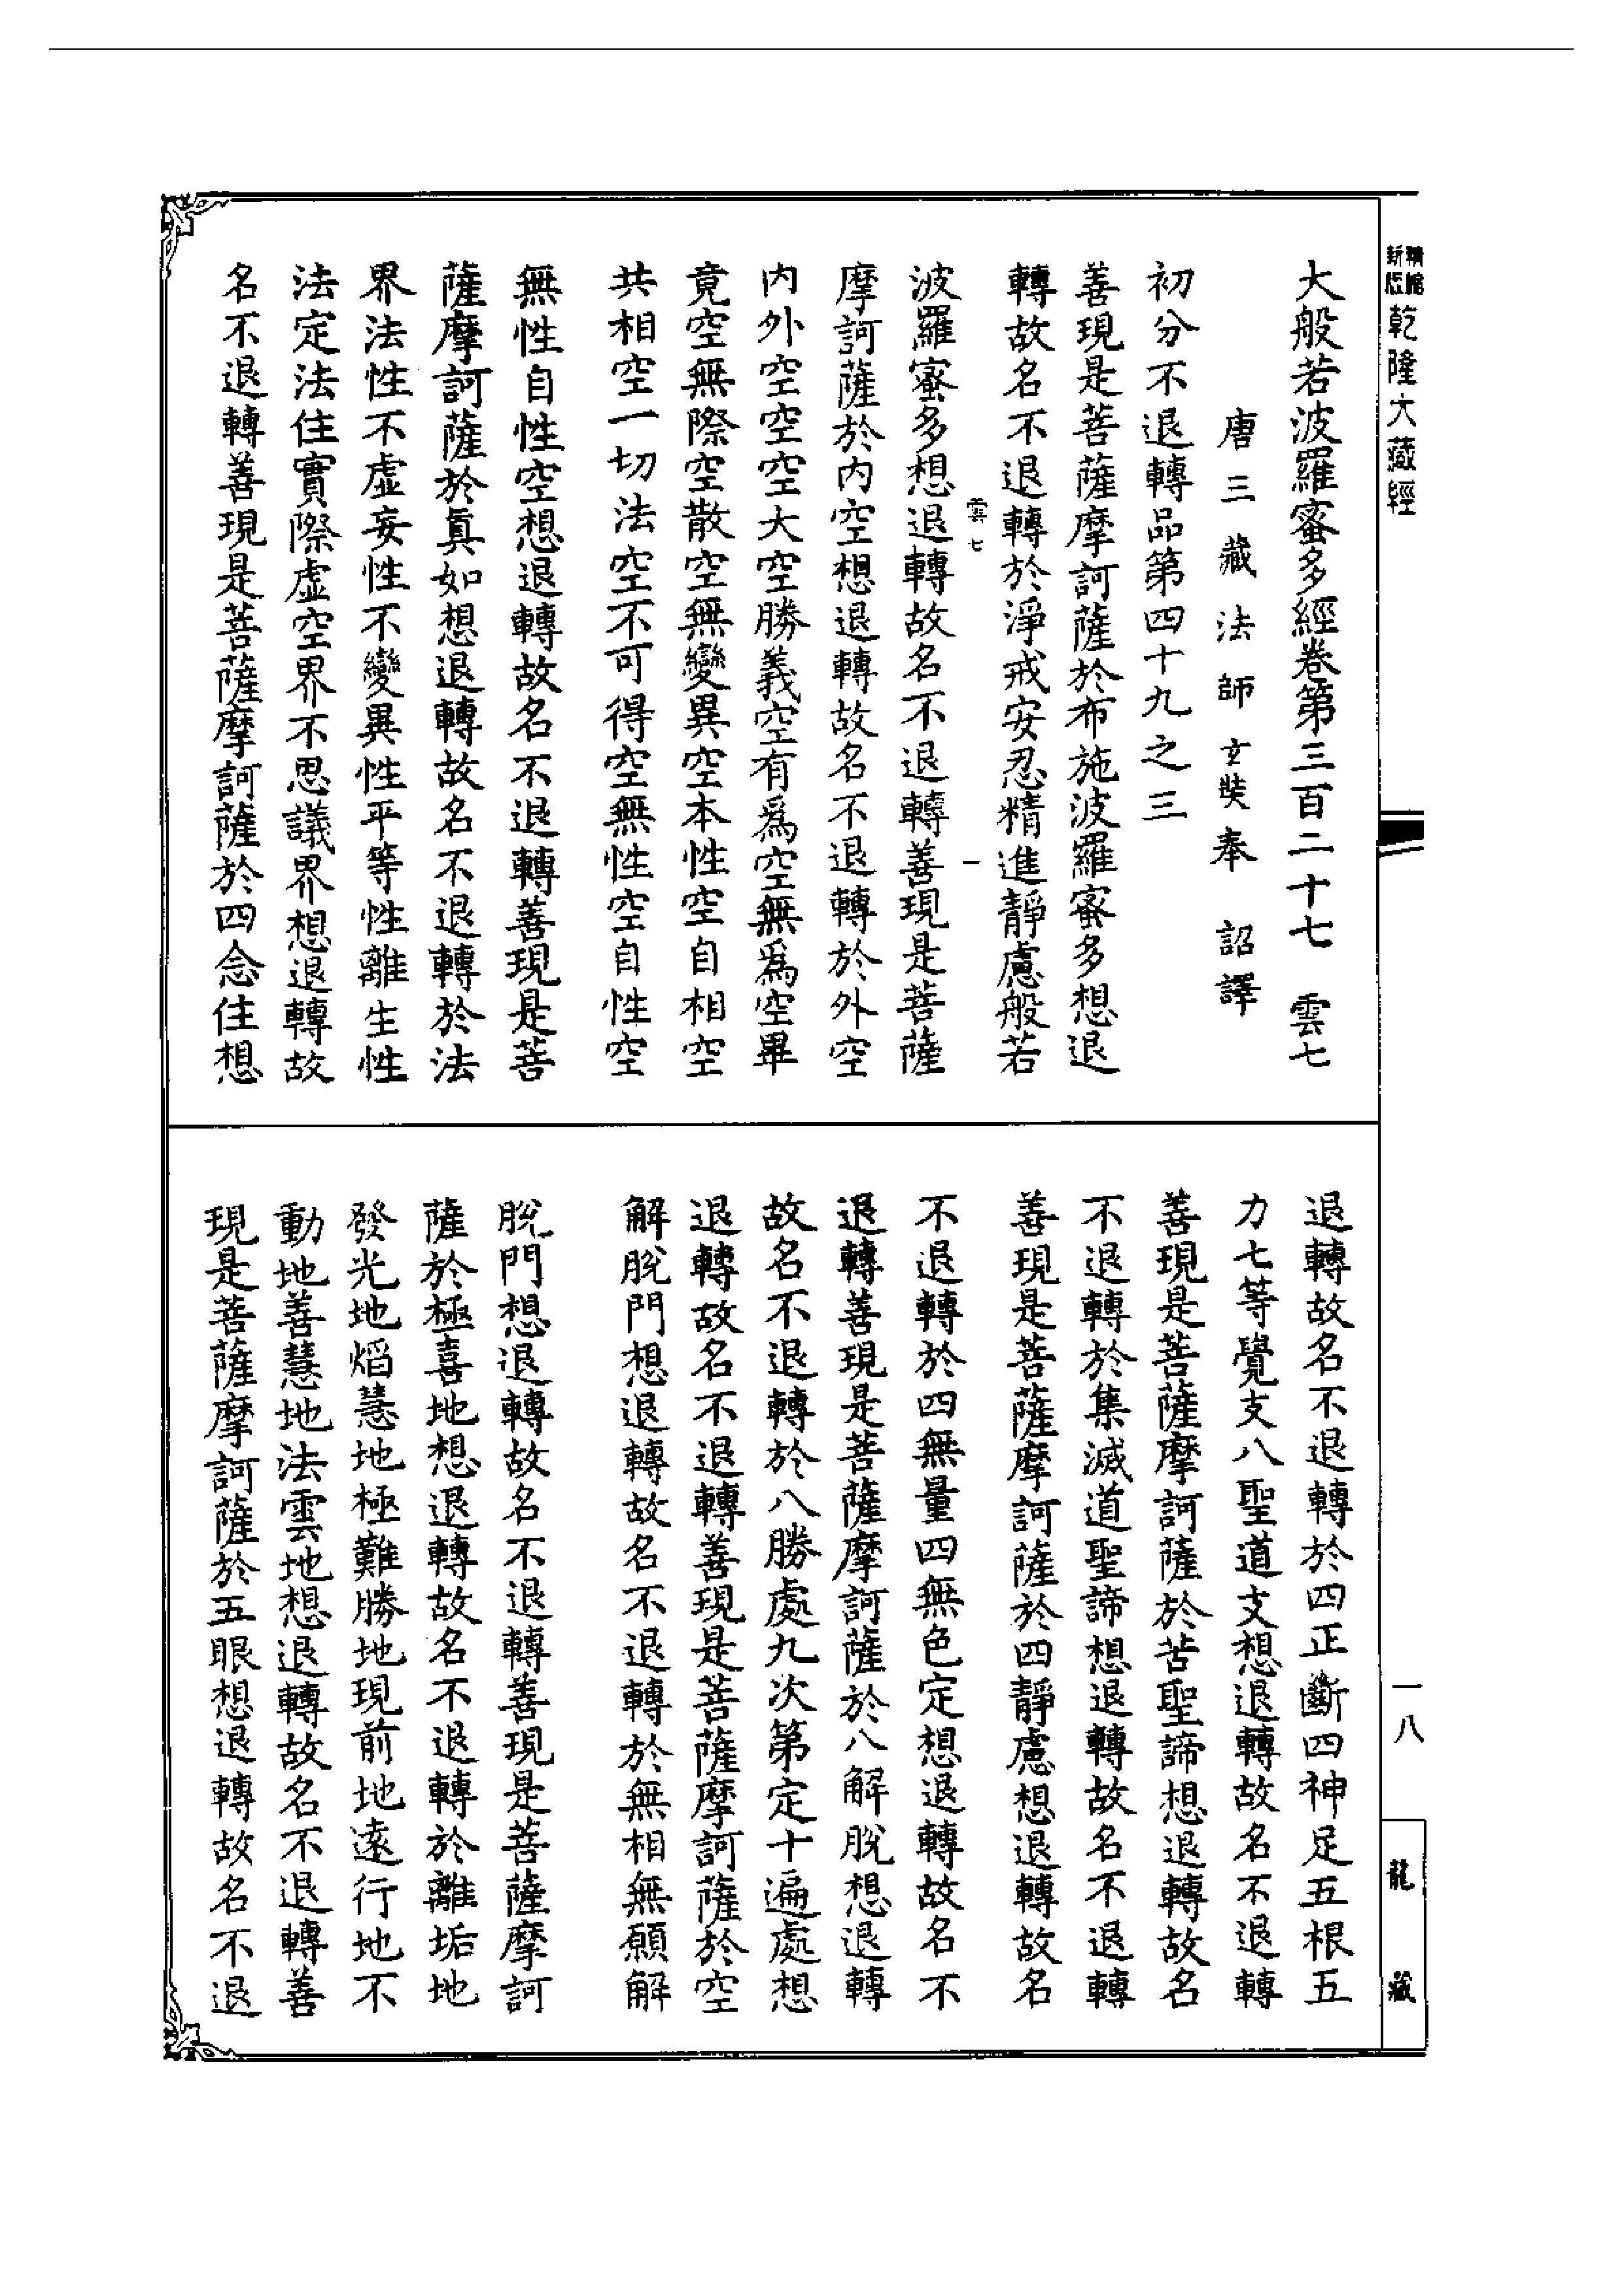 精縮新版乾隆大藏經
大般若波羅蜜多經卷第三百二十七 雲七
唐三藏法師玄奘奉 詔譯
初分不退轉品第四十九之三
善現是菩薩摩訶薩於布施波羅蜜多想退
轉故名不退轉於淨戒安忍精進靜慮般若
雲七 一
波羅蜜多想退轉故名不退轉善現是菩薩
摩訶薩於內空想退轉故名不退轉於外空
內外空空空大空勝義空有爲空無爲空畢
竟空無際空散空無變異空本性空自相空
共相空一切法空不可得空無性空自性空
無性自性空想退轉故名不退轉善現是菩
薩摩訶薩於眞如想退轉故名不退轉於法
界法性不虛妄性不變異性平等性離生性
法定法住實際虛空界不思議界想退轉故
名不退轉善現是菩薩摩訶薩於四念住想
退轉故名不退轉於四正斷四神足五根五
力七等覺支八聖道支想退轉故名不退轉
善現是菩薩摩訶薩於苦聖諦想退轉故名
不退轉於集滅道聖諦想退轉故名不退轉
善現是菩薩摩訶薩於四靜慮想退轉故名
不退轉於四無量四無色定想退轉故名不
退轉善現是菩薩摩訶薩於八解脫想退轉
故名不退轉於八勝處九次第定十遍處想
退轉故名不退轉善現是菩薩摩訶薩於空
解脫門想退轉故名不退轉於無相無願解
脫門想退轉故名不退轉善現是菩薩摩訶
薩於極喜地想退轉故名不退轉於離垢地
發光地焰慧地極難勝地現前地遠行地不
動地善慧地法雲地想退轉故名不退轉善
現是菩薩摩訶薩於五眼想退轉故名不退
一八
龍藏